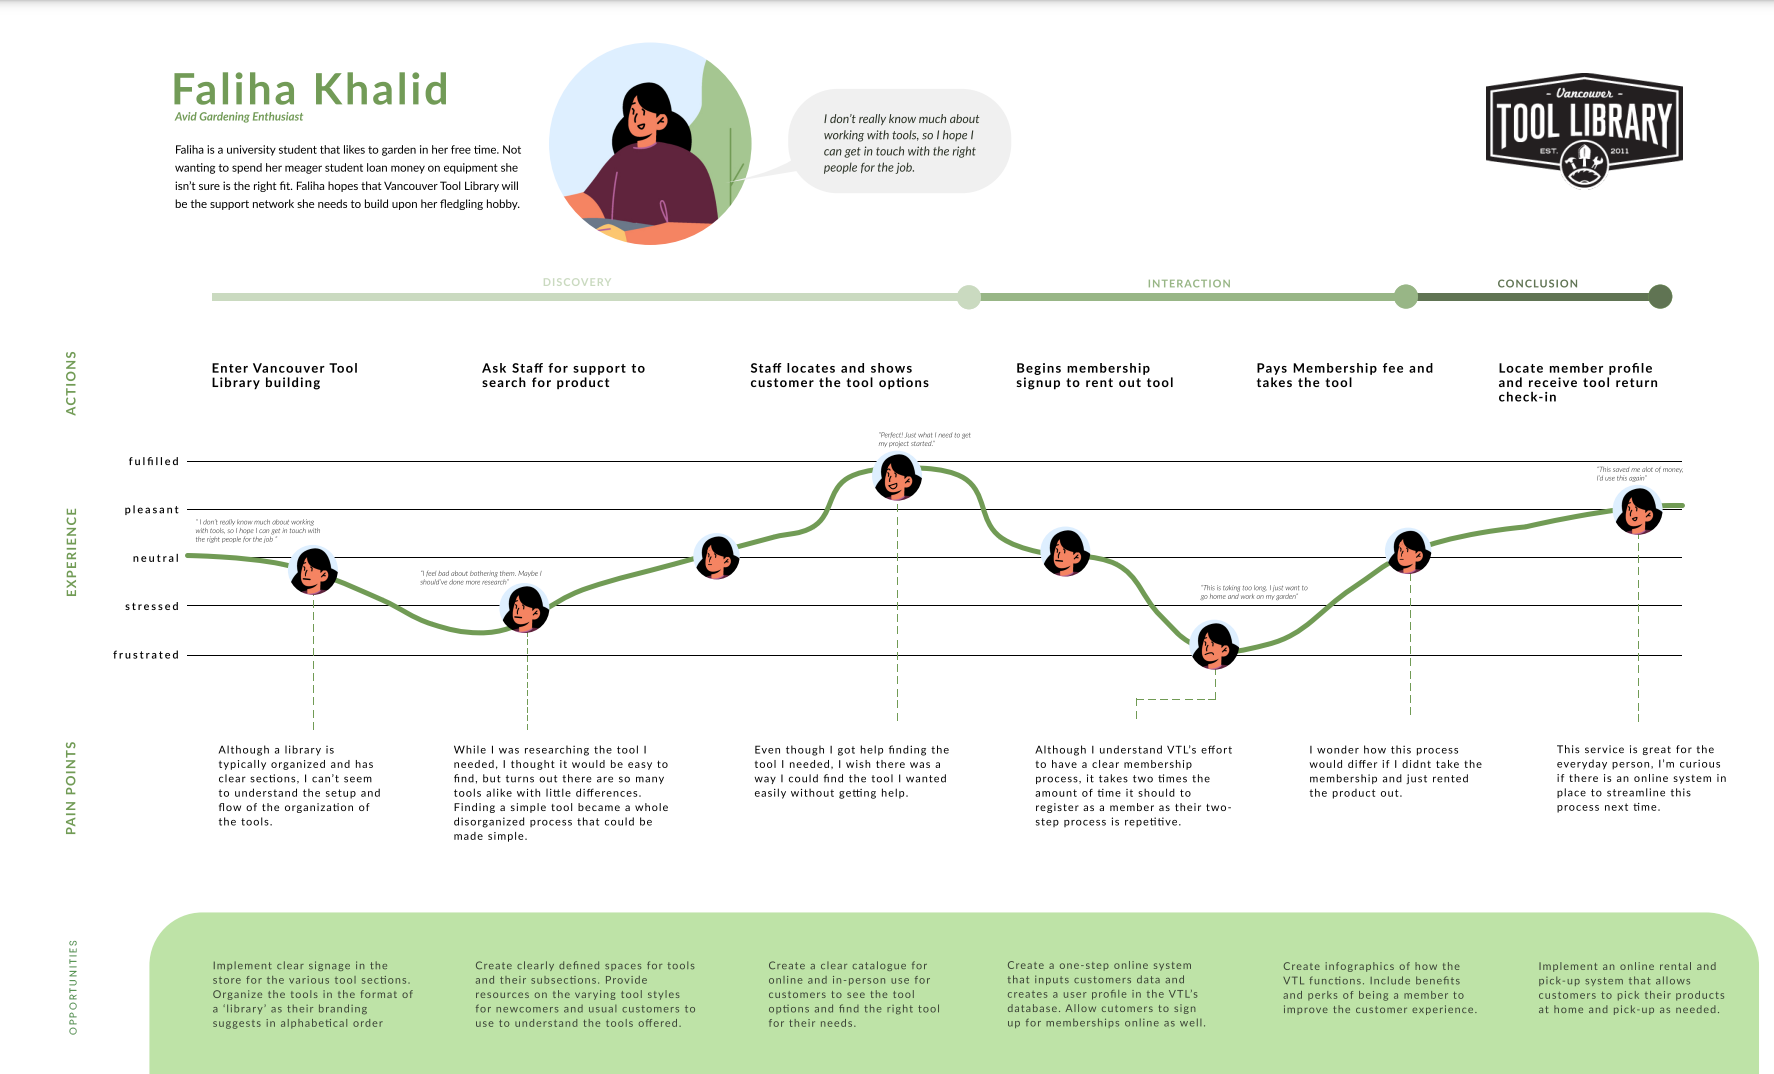 Faliha Khalid
Avid Gardening Enthusiast
Faliha is a university student that likes to garden in her free time. Not
wanting to spend her meager student loan money on equipment she
isn't sure is the right fit. Faliha hopes that Vancouver Tool Library will
be the support network she needs to build upon her fledgling hobby.
I don't really know much about
working with tools, so I hope I
can get in touch with the right
people for the job.
- Vancouver -
TOOL LIBRARY
EST. 2011
DISCOVERY
INTERACTION
CONCLUSION
ACTIONS
Enter Vancouver Tool
Library building
Ask Staff for support to
search for product
Staff locates and shows
customer the tool options
Begins membership
signup to rent out tool
Pays Membership fee and
takes the tool
Locate member profile
and receive tool return
check-in
EXPERIENCE
fulfilled
pleasant
neutral
stressed
frustrated
" I don't really know much about working
with tools, so I hope I can get in touch with
the right people for the job "
"I feel bad about bothering them. Maybe I
should've done more research"
"Perfect! Just what I need to get
my project started."
"This is taking too long, I just want to
go home and work on my garden"
"This saved me alot of money,
I'd use this again"
PAIN POINTS
Although a library is
typically organized and has
clear sections, I can't seem
to understand the setup and
flow of the organization of
the tools.
While I was researching the tool I
needed, I thought it would be easy to
find, but turns out there are so many
tools alike with little differences.
Finding a simple tool became a whole
disorganized process that could be
made simple.
Even though I got help finding the
tool I needed, I wish there was a
way I could find the tool I wanted
easily without getting help.
Although I understand VTL's effort
to have a clear membership
process, it takes two times the
amount of time it should to
register as a member as their two-
step process is repetitive.
I wonder how this process
would differ if I didnt take the
membership and just rented
the product out.
This service is great for the
everyday person, I'm curious
if there is an online system in
place to streamline this
process next time.
OPPORTUNITIES
Implement clear signage in the
store for the various tool sections.
Organize the tools in the format of
a 'library' as their branding
suggests in alphabetical order
Create clearly defined spaces for tools
and their subsections. Provide
resources on the varying tool styles
for newcomers and usual customers to
use to understand the tools offered.
Create a clear catalogue for
online and in-person use for
customers to see the tool
options and find the right tool
for their needs.
Create a one-step online system
that inputs customers data and
creates a user profile in the VTL's
database. Allow cutomers to sign
up for memberships online as well.
Create infographics of how the
VTL functions. Include benefits
and perks of being a member to
improve the customer experience.
Implement an online rental and
pick-up system that allows
customers to pick their products
at home and pick-up as needed.